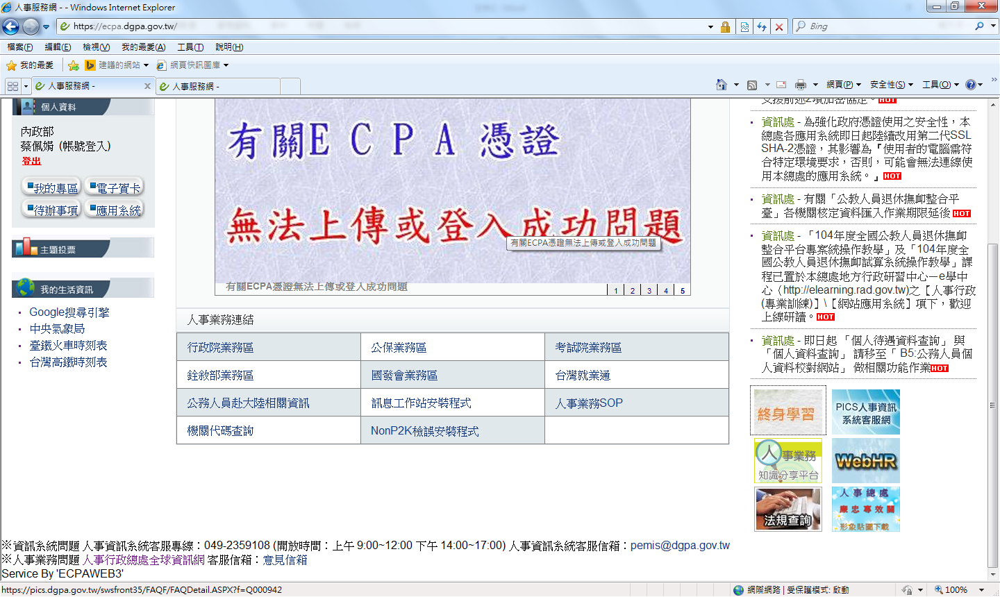 人事服務網 - - Windows Internet Explorer
https://ecpa.dgpa.gov.tw/
Bing
檔案(F) 編輯(E) 檢視(V) 我的最愛(A) 工具(T) 說明(H)
我的最愛 建議的網站 網頁快訊圖庫
人事服務網 - 人事服務網 - 網頁(P) 安全性(S) 工具(O)
個人資料
內政部
蔡佩娟 (帳號登入)
登出
我的專區 電子賀卡
待辦事項 應用系統
主題投票
我的生活資訊
Google搜尋引擎
中央氣象局
臺鐵火車時刻表
台灣高鐵時刻表
有關ECPA 憑證
無法上傳或登入成功問題
有關ECPA憑證無法上傳或登入成功問題
有關ECPA憑證無法上傳或登入成功問題
1 2 3 4 5
人事業務連結
行政院業務區 公保業務區 考試院業務區
銓敘部業務區 國發會業務區 台灣就業通
公務人員赴大陸相關資訊 訊息工作站安裝程式 人事業務SOP
機關代碼查詢 NonP2K檢誤安裝程式
支援前述2項加密協定。HOT
資訊處 - 為強化政府憑證使用之安全性，本
總處各應用系統即日起陸續改用第二代SSL
SHA-2憑證，其影響為『使用者的電腦需符
合特定環境要求，否則，可能會無法連線使
用本總處的應用系統。』HOT
資訊處 - 有關「公教人員退休撫卹整合平
臺」各機關核定資料匯入作業期限延後 HOT
資訊處 - 「104年度全國公教人員退休撫卹
整合平台專案統操作教學」及「104年度全
國公教人員退休撫卹試算系統操作教學」課
程已置於本總處地方行政研習中心－e學中
心（http://elearning.rad.gov.tw)之【人事行政
(專業訓練)】\【網站應用系統】項下，歡迎
上線研讀。HOT
資訊處 - 即日起 「個人待遇資料查詢」 與
「個人資料查詢」 請移至「 B5:公務人員個
人資料校對網站」 做相關功能作業HOT
終身學習
PICS人事資訊
系統客服網
人事業務
知識分享平台
WebHR
法規查詢
人事總處
廉忠專效關
形象貼圖下載
※資訊系統問題 人事資訊系統客服專線：049-2359108 (開放時間：上午 9:00~12:00 下午 14:00~17:00) 人事資訊系統客服信箱：pemis@dgpa.gov.tw
※人事業務問題 人事行政總處全球資訊網 客服信箱：意見信箱
Service By 'ECPAWEB3'
https://pics.dgpa.gov.tw/swsfront35/FAQF/FAQDetail.ASPX?f=Q000942
網際網路 | 受保護模式: 啟動
100%